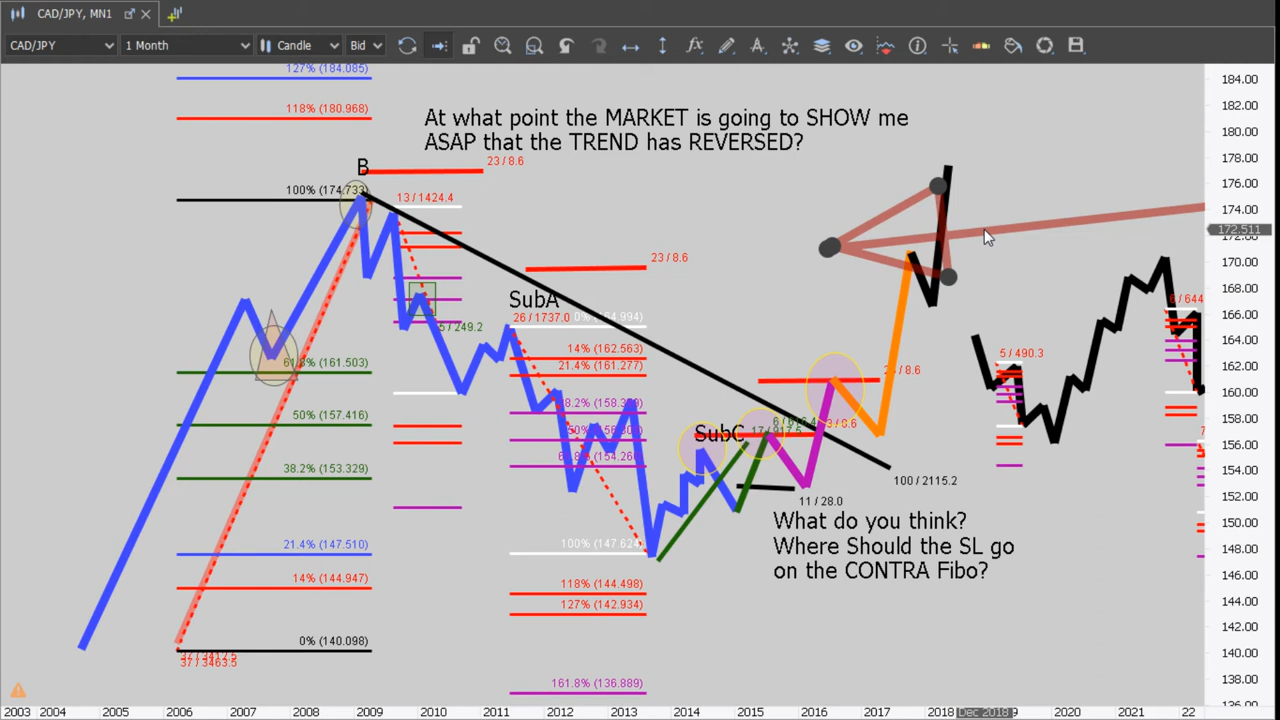 CAD/JPY, MN1
CAD/JPY
1 Month
Candle
Bid
At what point the MARKET is going to SHOW me
ASAP that the TREND has REVERSED?
127% (184.085)
118% (180.968)
B
23 / 8.6
100% (174.733)
13 / 1424.4
23 / 8.6
SubA
26 / 1737.0
14% (162.563)
21.4% (161.277)
61.8% (161.503)
5 / 490.3
50% (157.416)
SubC
38.2% (153.329)
100 / 2115.2
11 / 28.0
What do you think?
Where Should the SL go
on the CONTRA Fibo?
21.4% (147.510)
100% (147.624)
14% (144.947)
118% (144.498)
127% (142.934)
0% (140.098)
37 / 3463.5
161.8% (136.889)
184.00
182.00
180.00
178.00
176.00
174.00
172.511
170.00
168.00
166.00
164.00
162.00
160.00
158.00
156.00
154.00
152.00
150.00
148.00
146.00
144.00
142.00
140.00
138.00
136.00
2003 2004 2005 2006 2007 2008 2009 2010 2011 2012 2013 2014 2015 2016 2017 2018 Dec 2018 2020 2021 22